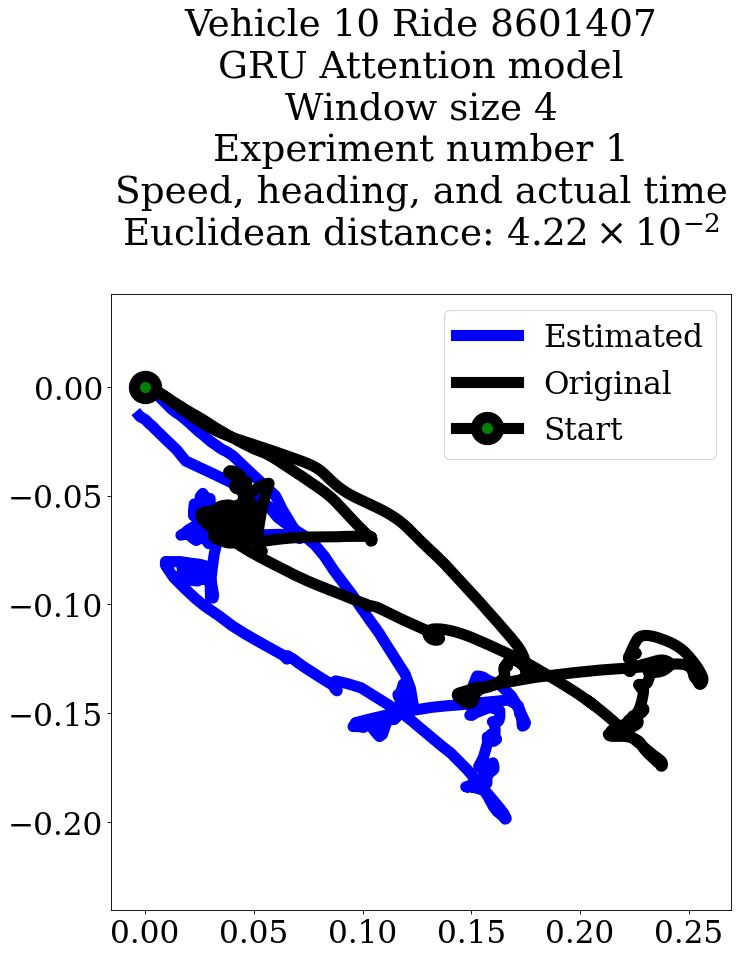 Vehicle 10 Ride 8601407
GRU Attention model
Window size 4
Experiment number 1
Speed, heading, and actual time
Euclidean distance: 4.22 × 10⁻²
Estimated
Original
Start
0.00
−0.05
−0.10
−0.15
−0.20
0.00 0.05 0.10 0.15 0.20 0.25